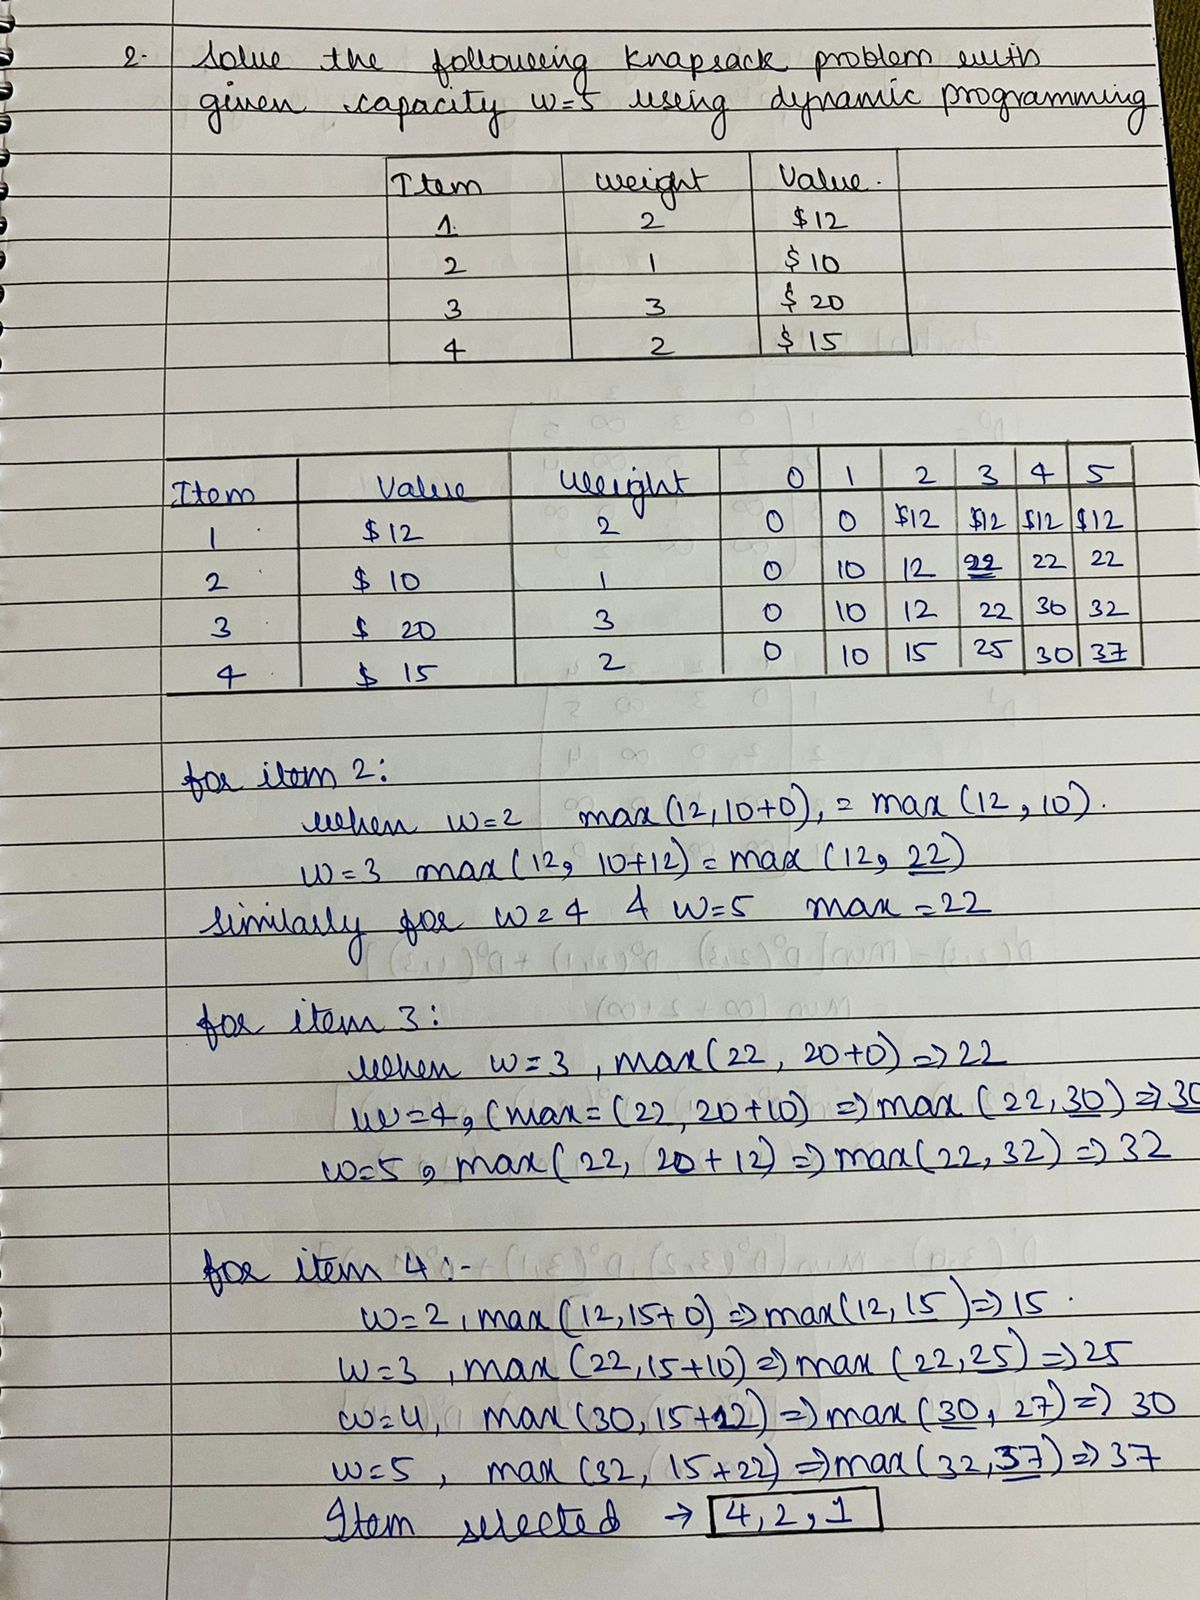 2. Solve the following Knapsack problem with
given capacity w=5 using dynamic programming
Item weight Value.
1. 2 $12
2 1 $10
3 3 $20
4 2 $15
Item Value weight 0 1 2 3 4 5
1 $12 2 0 0 $12 $12 $12 $12
2 $10 1 0 10 12 22 22 22
3 $ 20 3 0 10 12 22 30 32
4 $ 15 2 0 10 15 25 30 37
for item 2:
when w=2 max(12,10+0), = max(12,10).
w=3 max(12, 10+12) = max (12, 22)
Similarly for w=4 & w=5 max = 22
for item 3:
when w=3 , max(22, 20+0) => 22
w=4, (max=(22, 20+10) => max (22,30) => 30
w=5, max(22, 20+12) => max(22,32) => 32
for item 4:-
w=2, max(12,15+0) => max(12,15) => 15.
w=3 , max (22,15+10) => max (22,25) => 25
w=4, max(30,15+12) => max(30, 27) => 30
w=5, max(32, 15+22) => max(32,37) => 37
Item selected → 4,2,1